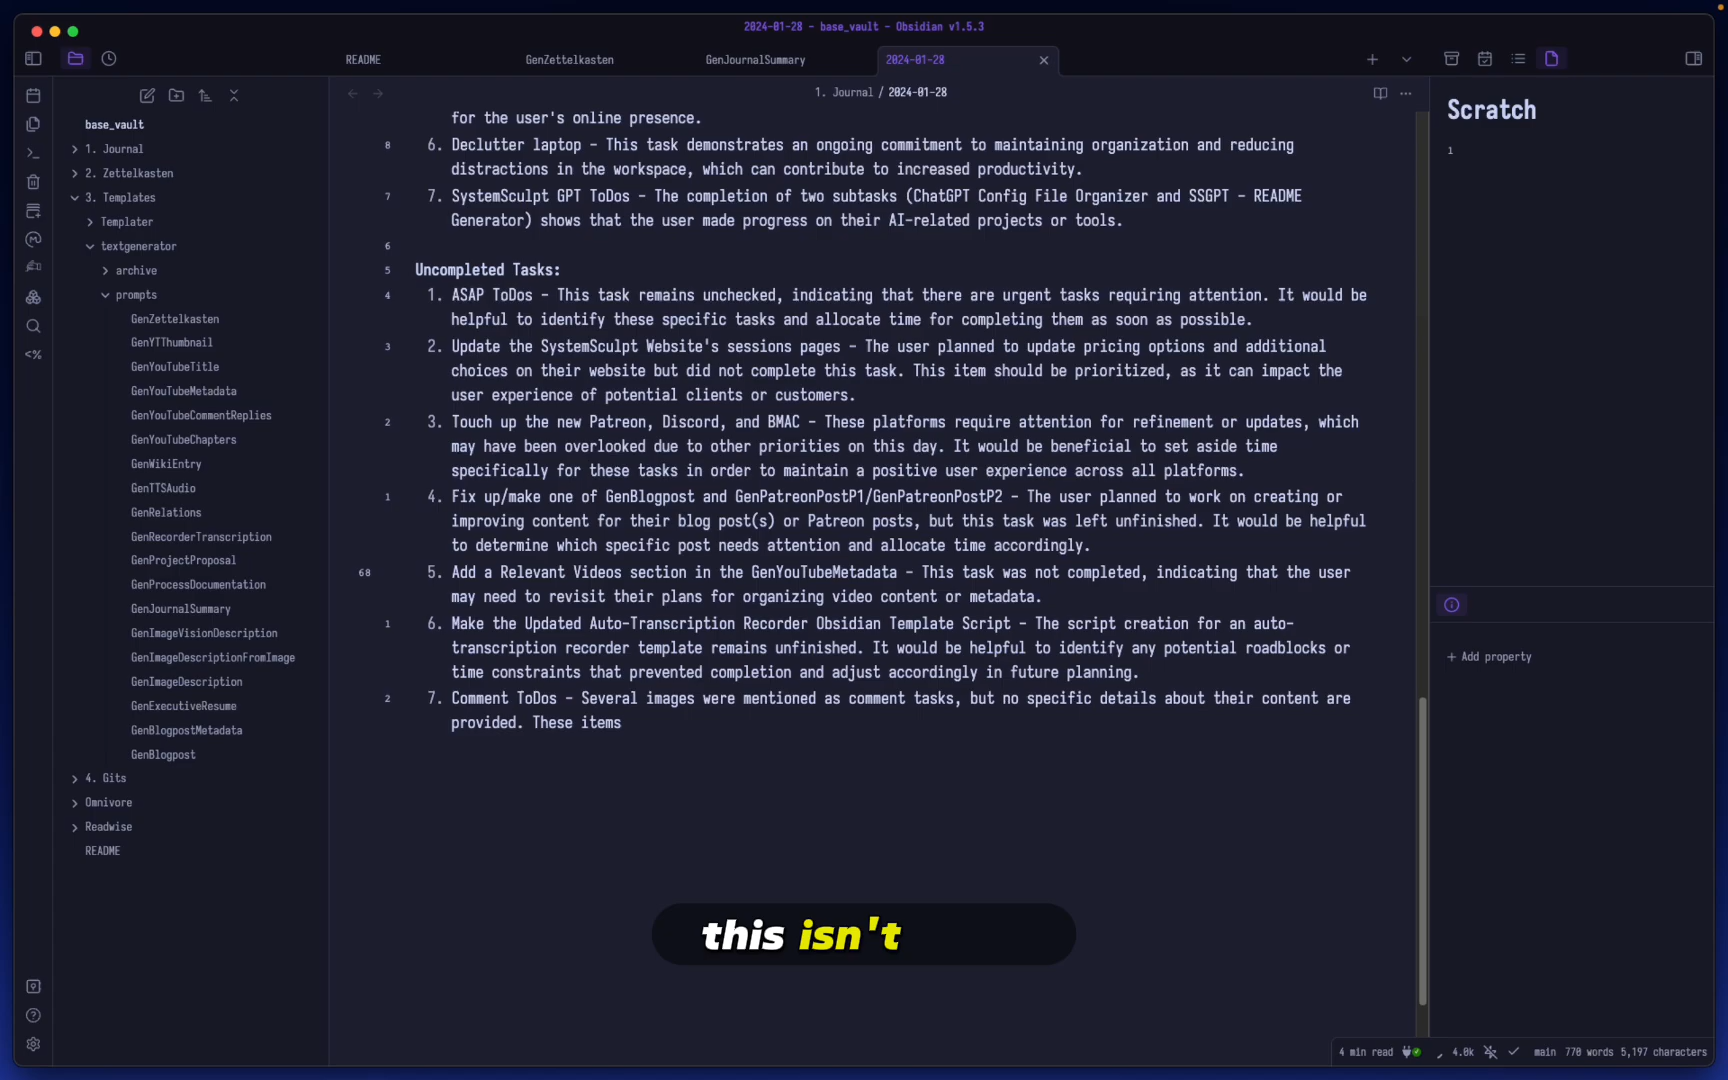 2024-01-28 - base_vault - Obsidian v1.5.3
README
GenZettelkasten
GenJournalSummary
2024-01-28
1. Journal / 2024-01-28
base_vault
1. Journal
2. Zettelkasten
3. Templates
Templater
textgenerator
archive
prompts
GenZettelkasten
GenYTThumbnail
GenYouTubeTitle
GenYouTubeMetadata
GenYouTubeCommentReplies
GenYouTubeChapters
GenWikiEntry
GenTTSAudio
GenRelations
GenRecorderTranscription
GenProjectProposal
GenProcessDocumentation
GenJournalSummary
GenImageVisionDescription
GenImageDescriptionFromImage
GenImageDescription
GenExecutiveResume
GenBlogpostMetadata
GenBlogpost
4. Gits
Omnivore
Readwise
README
for the user's online presence.
8 6. Declutter laptop - This task demonstrates an ongoing commitment to maintaining organization and reducing
distractions in the workspace, which can contribute to increased productivity.
7 7. SystemSculpt GPT ToDos - The completion of two subtasks (ChatGPT Config File Organizer and SSGPT - README
Generator) shows that the user made progress on their AI-related projects or tools.
6
5 Uncompleted Tasks:
4 1. ASAP ToDos - This task remains unchecked, indicating that there are urgent tasks requiring attention. It would be
helpful to identify these specific tasks and allocate time for completing them as soon as possible.
3 2. Update the SystemSculpt Website's sessions pages - The user planned to update pricing options and additional
choices on their website but did not complete this task. This item should be prioritized, as it can impact the
user experience of potential clients or customers.
2 3. Touch up the new Patreon, Discord, and BMAC - These platforms require attention for refinement or updates, which
may have been overlooked due to other priorities on this day. It would be beneficial to set aside time
specifically for these tasks in order to maintain a positive user experience across all platforms.
1 4. Fix up/make one of GenBlogpost and GenPatreonPostP1/GenPatreonPostP2 - The user planned to work on creating or
improving content for their blog post(s) or Patreon posts, but this task was left unfinished. It would be helpful
to determine which specific post needs attention and allocate time accordingly.
68 5. Add a Relevant Videos section in the GenYouTubeMetadata - This task was not completed, indicating that the user
may need to revisit their plans for organizing video content or metadata.
1 6. Make the Updated Auto-Transcription Recorder Obsidian Template Script - The script creation for an auto-
transcription recorder template remains unfinished. It would be helpful to identify any potential roadblocks or
time constraints that prevented completion and adjust accordingly in future planning.
2 7. Comment ToDos - Several images were mentioned as comment tasks, but no specific details about their content are
provided. These items
this isn't
Scratch
1
+ Add property
4 min read 4.0k main 770 words 5,197 characters